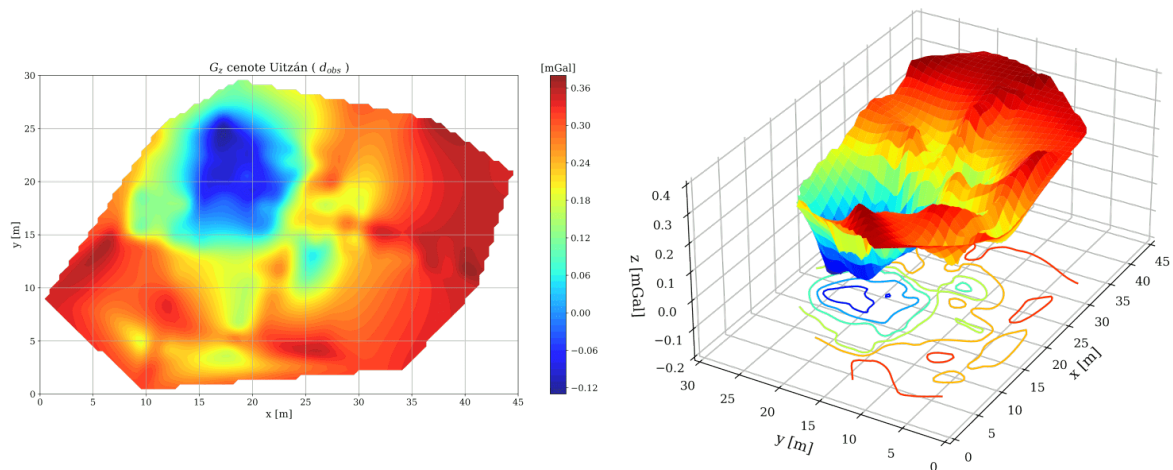 G_z cenote Uitzán ( d_obs )
[mGal]
30
25
20
15
10
5
0
y [m]
0 5 10 15 20 25 30 35 40 45
x [m]
0.36
0.30
0.24
0.18
0.12
0.06
0.00
−0.06
−0.12
0.4
0.3
0.2
0.1
0.0
-0.1
-0.2
z [mGal]
30 25 20 15 10 5 0
y [m]
0 5 10 15 20 25 30 35 40 45
x [m]